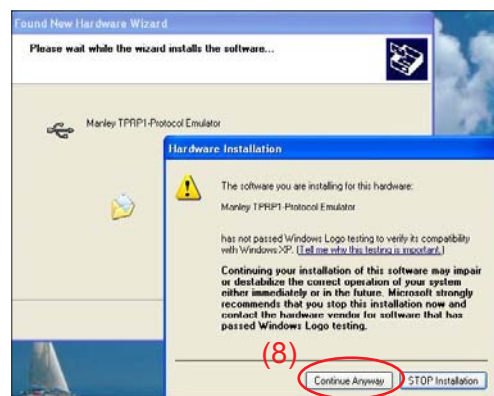 Found New Hardware Wizard
Please wait while the wizard installs the software...
Manley TPRP1-Protocol Emulator
Hardware Installation
The software you are installing for this hardware:
Manley TPRP1-Protocol Emulator
has not passed Windows Logo testing to verify its compatibility
with Windows XP. (Tell me why this testing is important.)
Continuing your installation of this software may impair
or destabilize the correct operation of your system
either immediately or in the future. Microsoft strongly
recommends that you stop this installation now and
contact the hardware vendor for software that has
passed Windows Logo testing.
(8)
Continue Anyway
STOP Installation